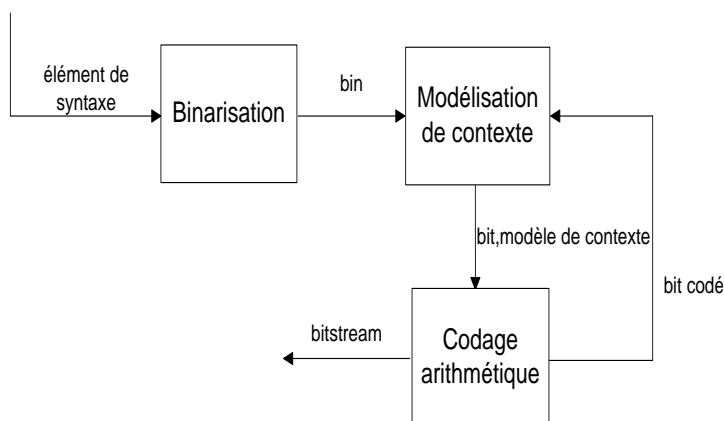 élément de
syntaxe
Binarisation
bin
Modélisation
de contexte
bit,modèle de contexte
bit codé
bitstream
Codage
arithmétique